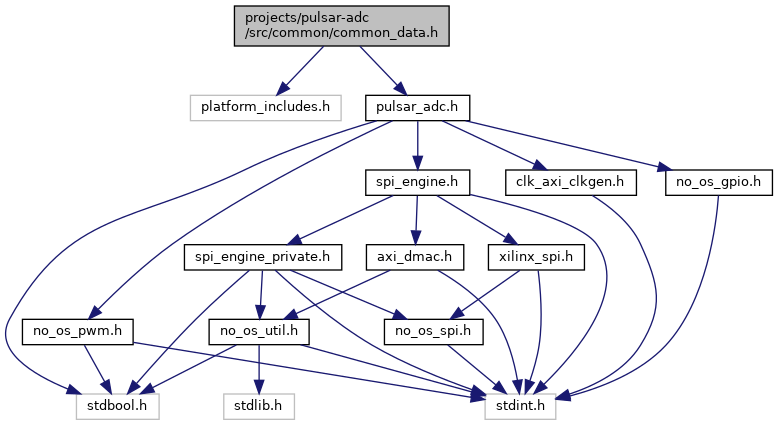 projects/pulsar-adc
/src/common/common_data.h
platform_includes.h
pulsar_adc.h
spi_engine.h
clk_axi_clkgen.h
no_os_gpio.h
spi_engine_private.h
axi_dmac.h
xilinx_spi.h
no_os_pwm.h
no_os_util.h
no_os_spi.h
stdbool.h
stdlib.h
stdint.h